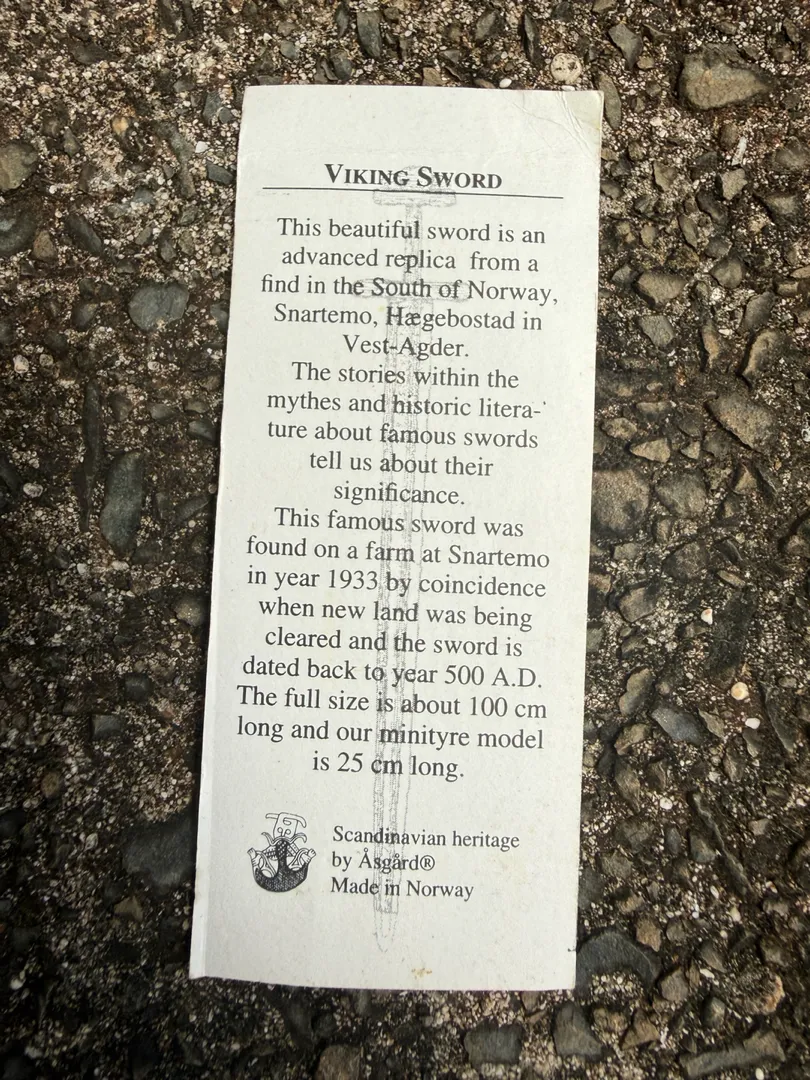 VIKING SWORD
This beautiful sword is an
advanced replica from a
find in the South of Norway,
Snartemo, Hægebostad in
Vest-Agder.
The stories within the
mythes and historic litera-
ture about famous swords
tell us about their
significance.
This famous sword was
found on a farm at Snartemo
in year 1933 by coincidence
when new land was being
cleared and the sword is
dated back to year 500 A.D.
The full size is about 100 cm
long and our minityre model
is 25 cm long.
Scandinavian heritage
by Åsgård®
Made in Norway